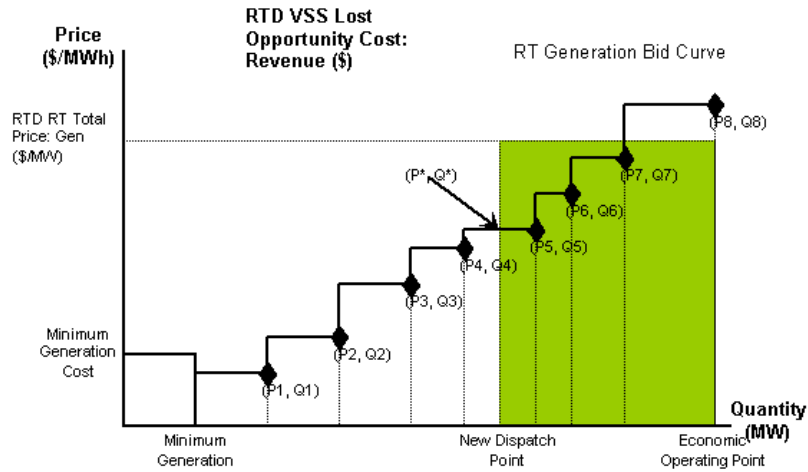 RTD VSS Lost
Opportunity Cost:
Revenue ($)
Price
($/MWh)
RT Generation Bid Curve
RTD RT Total
Price: Gen
($/MW)
(P8, Q8)
(P*, Q*)
(P7, Q7)
(P6, Q6)
(P5, Q5)
(P4, Q4)
(P3, Q3)
(P2, Q2)
(P1, Q1)
Minimum
Generation
Cost
Quantity
(MW)
Minimum
Generation
New Dispatch
Point
Economic
Operating Point